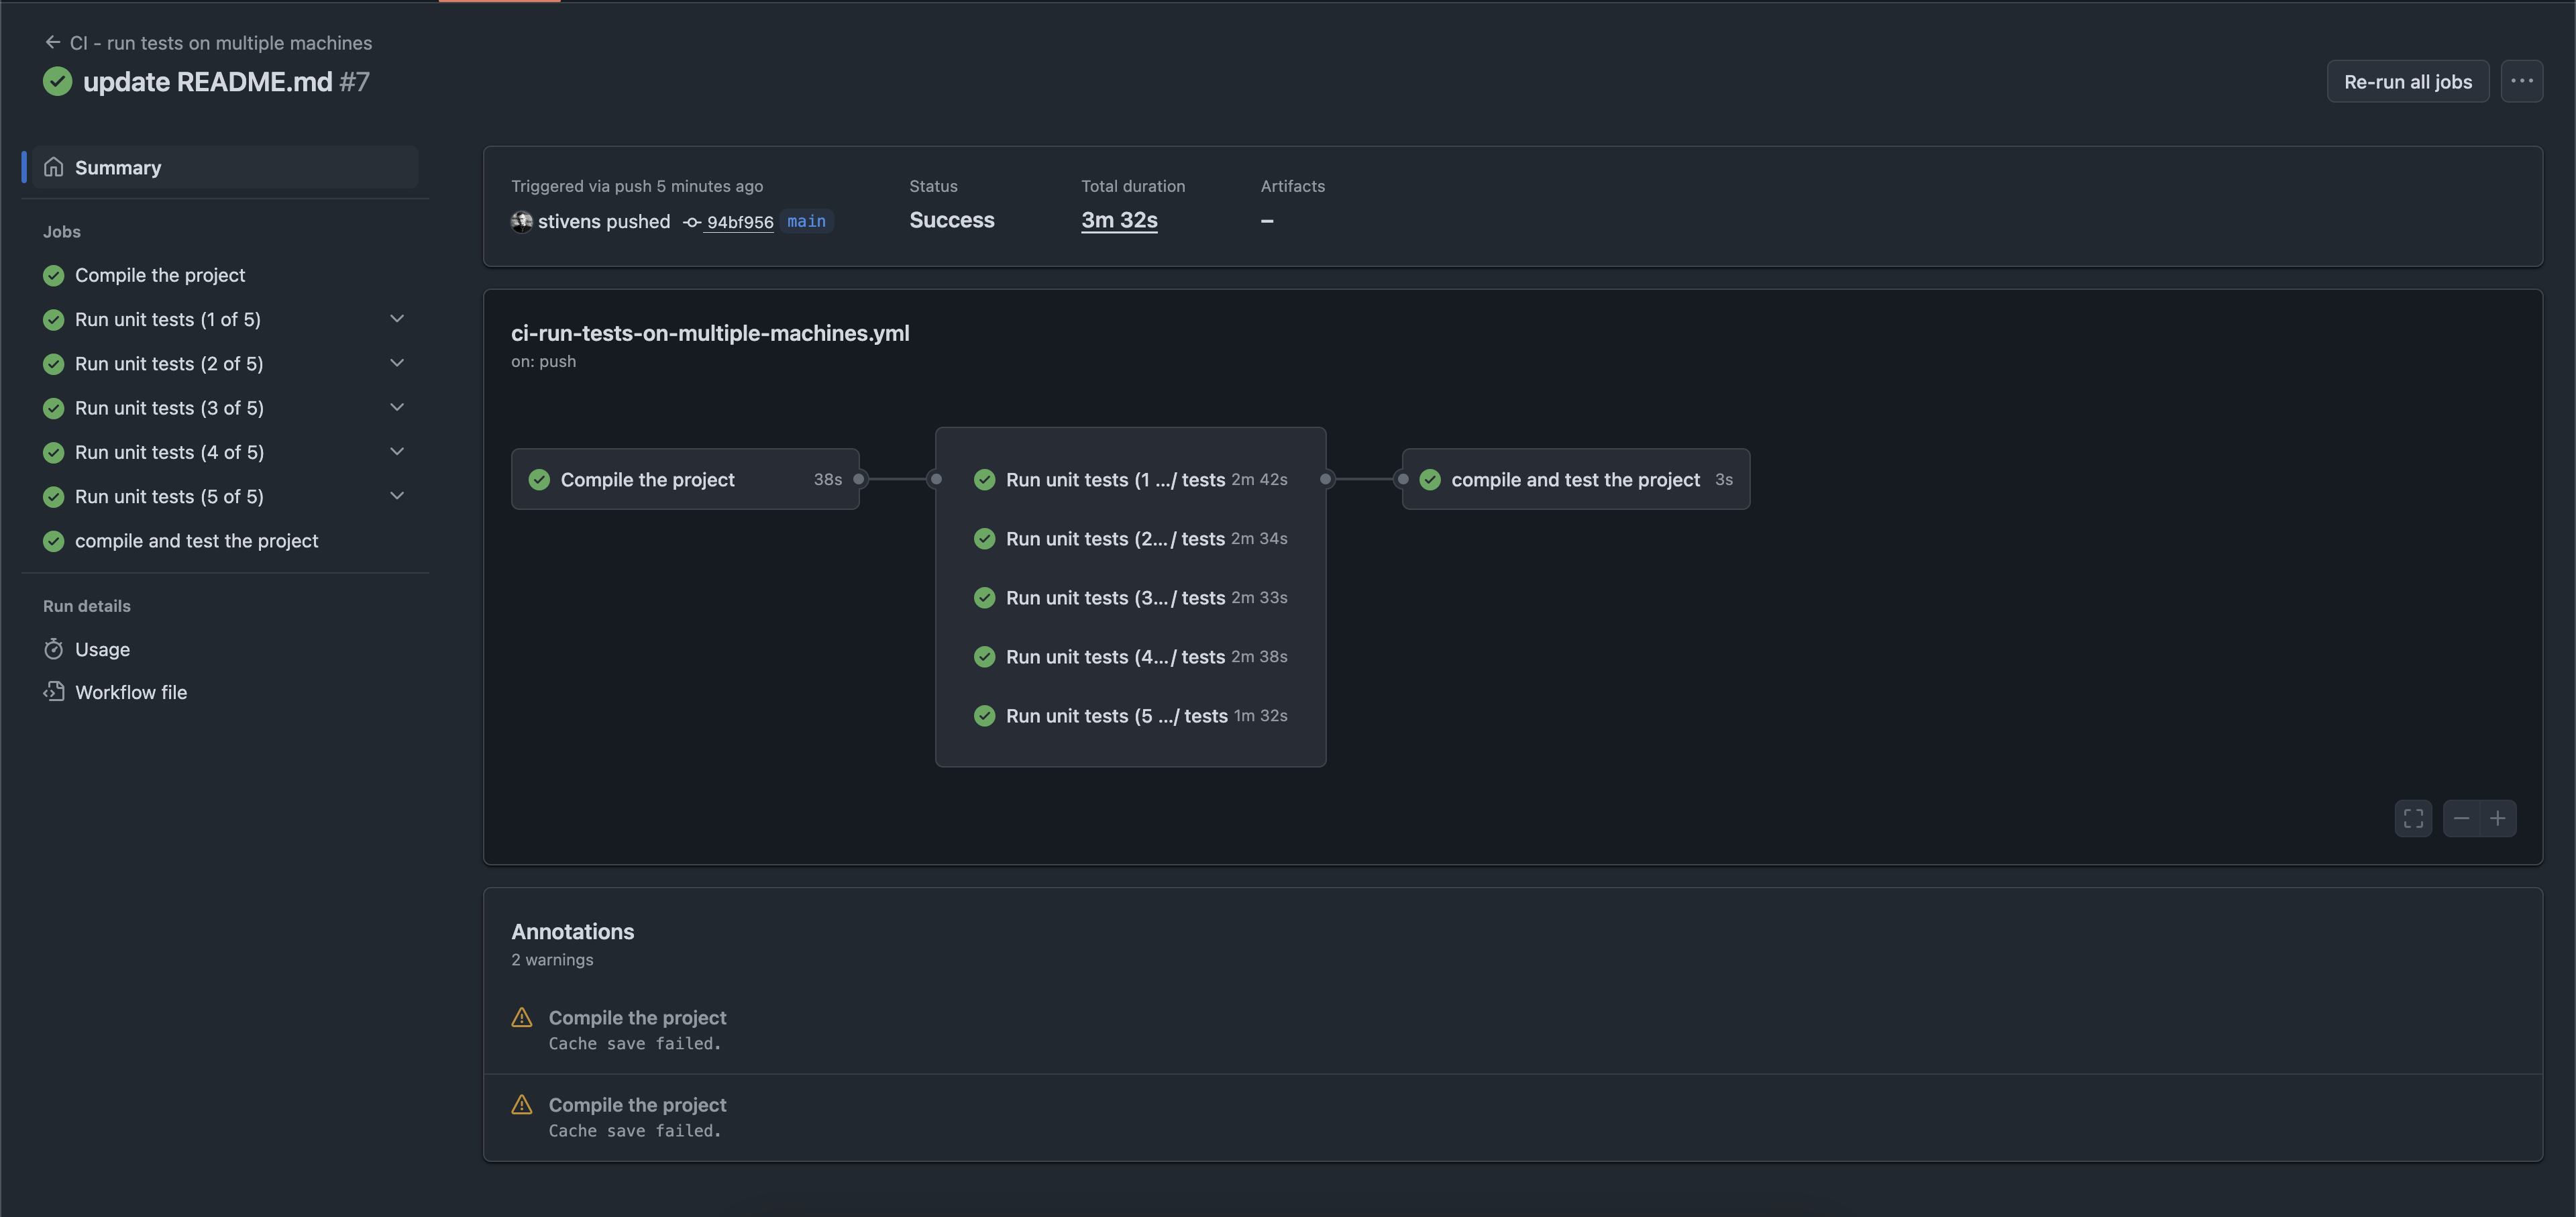 CI - run tests on multiple machines
update README.md #7
Re-run all jobs
Summary
Jobs
Compile the project
Run unit tests (1 of 5)
Run unit tests (2 of 5)
Run unit tests (3 of 5)
Run unit tests (4 of 5)
Run unit tests (5 of 5)
compile and test the project
Run details
Usage
Workflow file
Triggered via push 5 minutes ago
stivens pushed 94bf956 main
Status
Success
Total duration
3m 32s
Artifacts
–
ci-run-tests-on-multiple-machines.yml
on: push
Compile the project 38s
Run unit tests (1 .../ tests 2m 42s
Run unit tests (2.../ tests 2m 34s
Run unit tests (3.../ tests 2m 33s
Run unit tests (4.../ tests 2m 38s
Run unit tests (5 .../ tests 1m 32s
compile and test the project 3s
Annotations
2 warnings
Compile the project
Cache save failed.
Compile the project
Cache save failed.